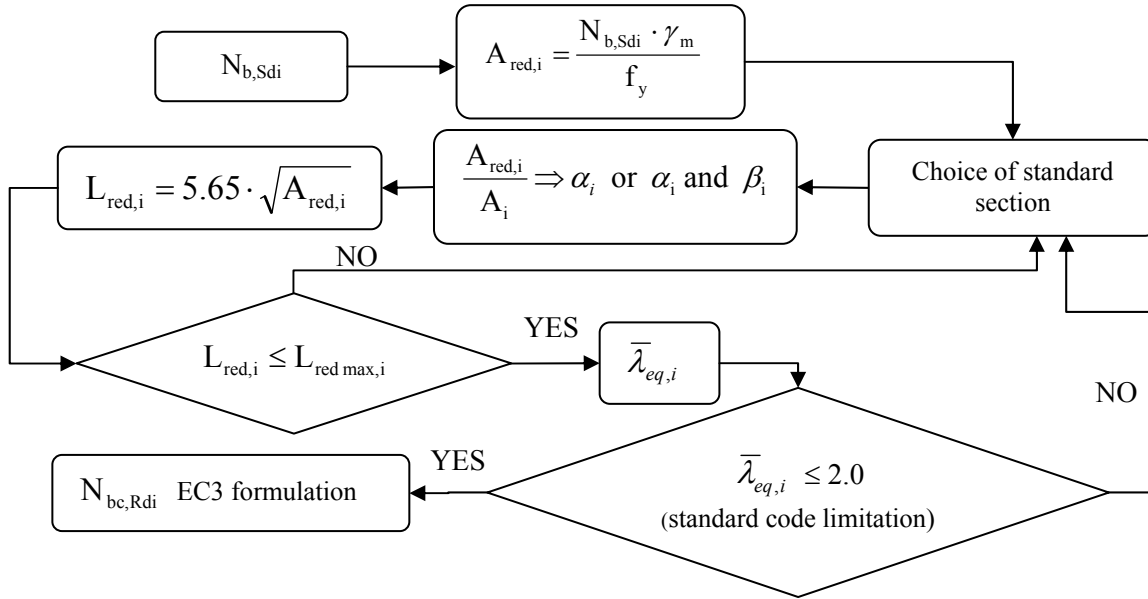 N_b,Sdi
A_red,i = N_b,Sdi · γ_m / f_y
Choice of standard
section
A_red,i / A_i ⇒ α_i or α_i and β_i
L_red,i = 5.65 · √A_red,i
NO
L_red,i ≤ L_red max,i
YES
λ̅_eq,i
NO
λ̅_eq,i ≤ 2.0
(standard code limitation)
YES
N_bc,Rdi EC3 formulation